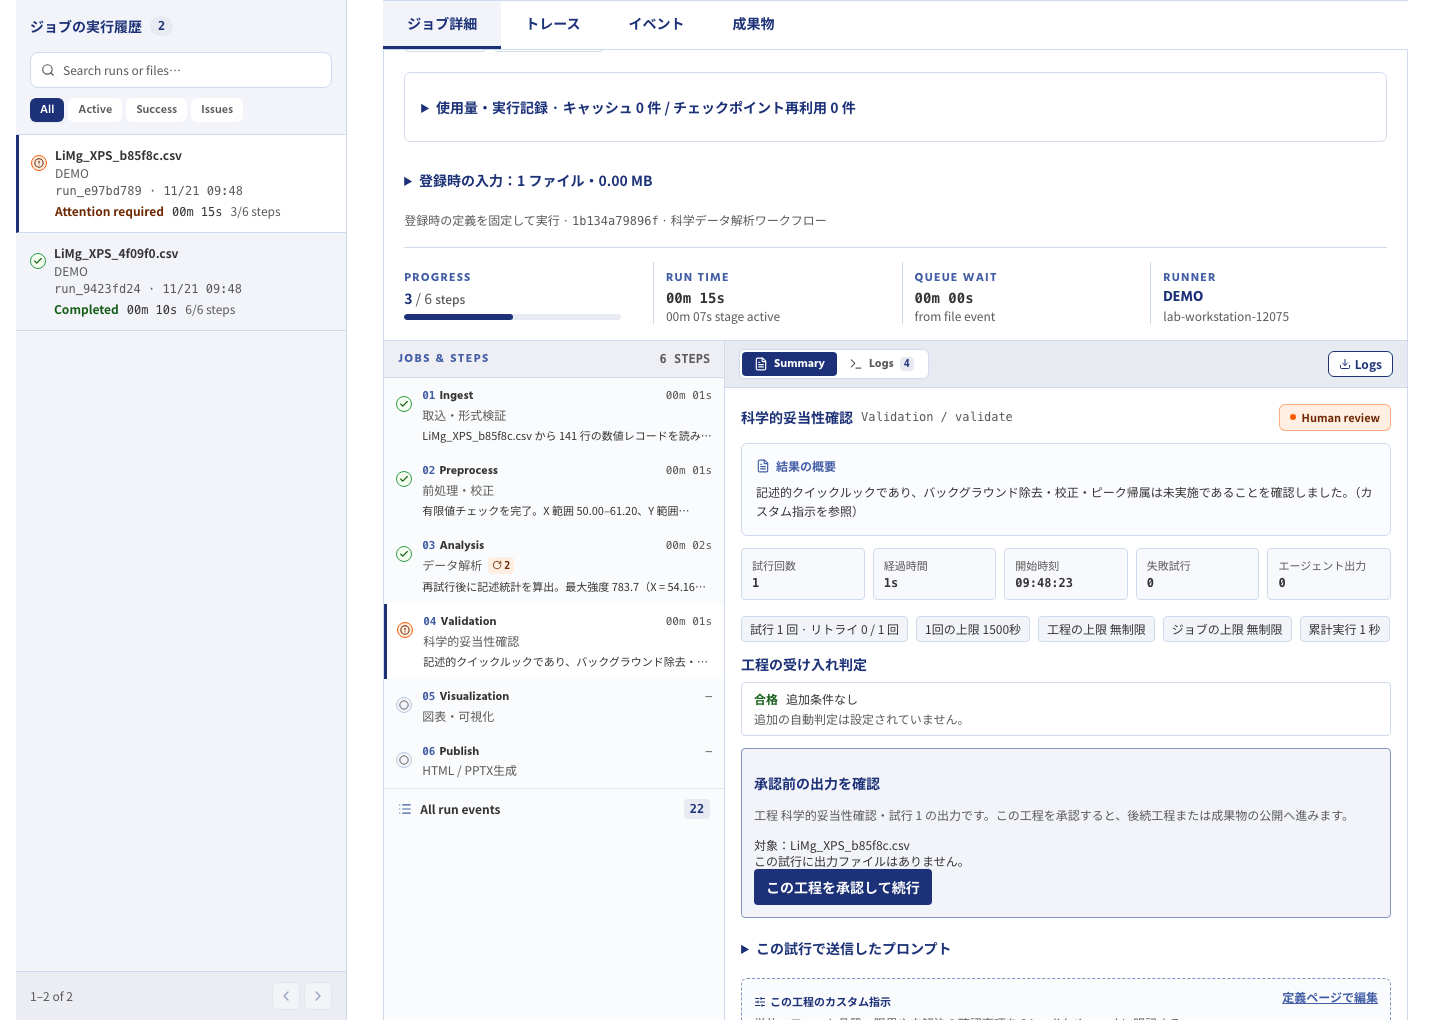 ジョブの実行履歴 2
Search runs or files…
All Active Success Issues
LiMg_XPS_b85f8c.csv
DEMO
run_e97bd789 · 11/21 09:48
Attention required 00m 15s 3/6 steps
LiMg_XPS_4f09f0.csv
DEMO
run_9423fd24 · 11/21 09:48
Completed 00m 10s 6/6 steps
1–2 of 2
ジョブ詳細 トレース イベント 成果物
使用量・実行記録 · キャッシュ 0 件 / チェックポイント再利用 0 件
登録時の入力：1 ファイル・0.00 MB
登録時の定義を固定して実行 · 1b134a79896f · 科学データ解析ワークフロー
PROGRESS
3 / 6 steps
RUN TIME
00m 15s
00m 07s stage active
QUEUE WAIT
00m 00s
from file event
RUNNER
DEMO
lab-workstation-12075
JOBS & STEPS 6 STEPS
01 Ingest 00m 01s
取込・形式検証
LiMg_XPS_b85f8c.csv から 141 行の数値レコードを読み…
02 Preprocess 00m 01s
前処理・校正
有限値チェックを完了。X 範囲 50.00–61.20、Y 範囲…
03 Analysis 00m 02s
データ解析 2
再試行後に記述統計を算出。最大強度 783.7（X = 54.16…
04 Validation 00m 01s
科学的妥当性確認
記述的クイックルックであり、バックグラウンド除去・…
05 Visualization —
図表・可視化
06 Publish —
HTML / PPTX生成
All run events 22
Summary Logs 4
Logs
科学的妥当性確認 Validation / validate
Human review
結果の概要
記述的クイックルックであり、バックグラウンド除去・校正・ピーク帰属は未実施であることを確認しました。（カ
スタム指示を参照）
試行回数
1
経過時間
1s
開始時刻
09:48:23
失敗試行
0
エージェント出力
0
試行 1 回 · リトライ 0 / 1 回 1回の上限 1500秒 工程の上限 無制限 ジョブの上限 無制限 累計実行 1 秒
工程の受け入れ判定
合格 追加条件なし
追加の自動判定は設定されていません。
承認前の出力を確認
工程 科学的妥当性確認・試行 1 の出力です。この工程を承認すると、後続工程または成果物の公開へ進みます。
対象：LiMg_XPS_b85f8c.csv
この試行に出力ファイルはありません。
この工程を承認して続行
この試行で送信したプロンプト
この工程のカスタム指示
定義ページで編集